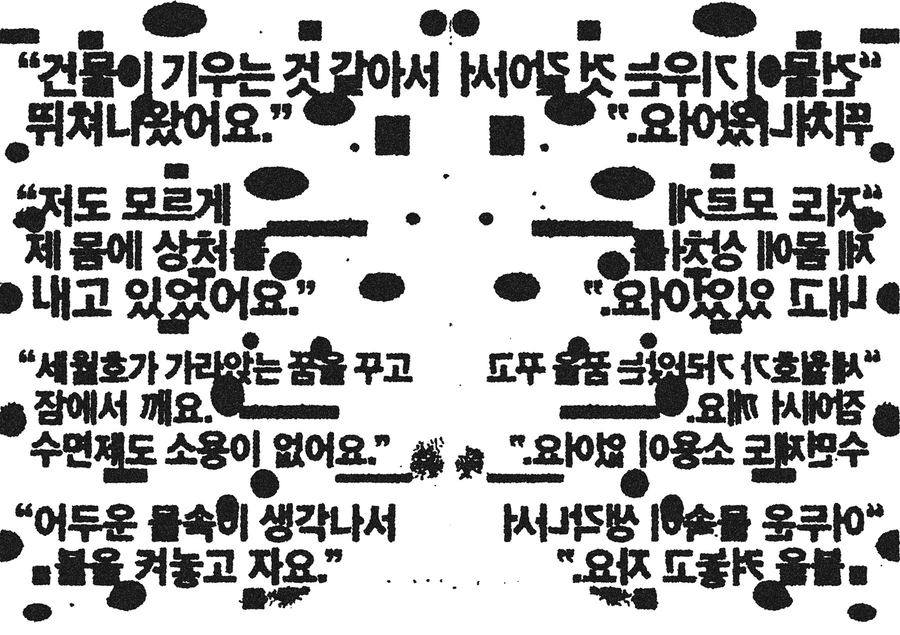 “건물이 기우는 것 같아서
뛰쳐나왔어요.”
“저도 모르게
제 몸에 상처를
내고 있었어요.”
“세월호가 가라앉는 꿈을 꾸고
잠에서 깨요.
수면제도 소용이 없어요.”
“어두운 물속이 생각나서
불을 켜놓고 자요.”